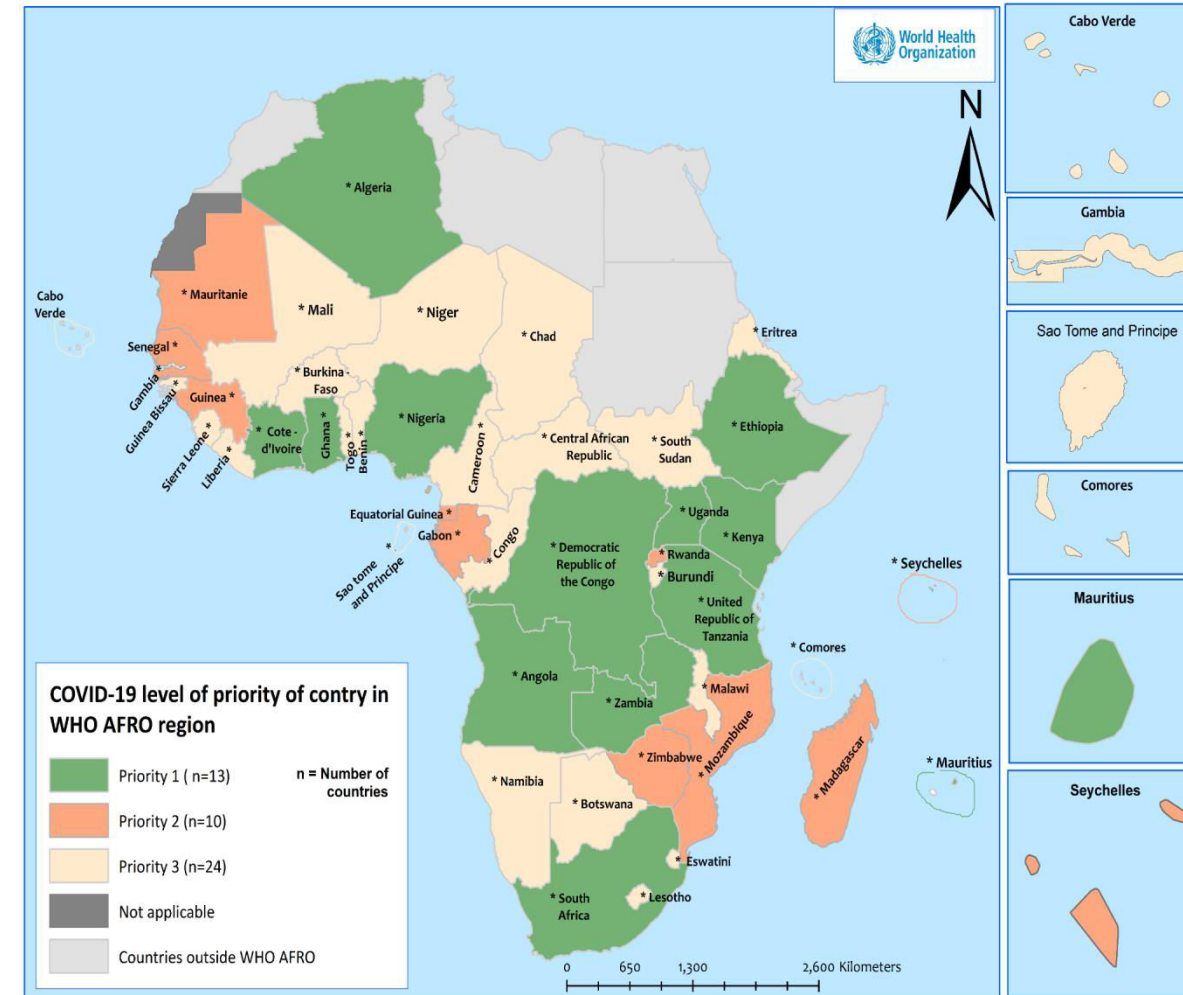 World Health
Organization
N
* Algeria
* Mauritanie
* Mali
* Niger
* Chad
* Eritrea
Cabo
Verde *
Senegal *
Gambia *
Guinea Bissau *
Guinea *
Sierra Leone *
Liberia *
* Burkina -
Faso
* Cote -
d'Ivoire
Ghana *
Togo *
Benin *
* Nigeria
Cameroon *
* Central African
Republic
* South
Sudan
* Ethiopia
Equatorial Guinea *
Gabon *
* Congo
*
Sao tome
and Principe
* Democratic
Republic of
the Congo
* Uganda
* Kenya
* Rwanda
* Burundi
* United
Republic of
Tanzania
* Seychelles
* Comores
* Angola
* Zambia
* Malawi
* Mozambique
* Zimbabwe
* Madagascar
* Mauritius
* Namibia
* Botswana
* Eswatini
* Lesotho
* South
Africa
COVID-19 level of priority of contry in
WHO AFRO region
Priority 1 ( n=13)
n = Number of
countries
Priority 2 (n=10)
Priority 3 (n=24)
Not applicable
Countries outside WHO AFRO
0 650 1,300 2,600 Kilometers
Cabo Verde
Gambia
Sao Tome and Principe
Comores
Mauritius
Seychelles